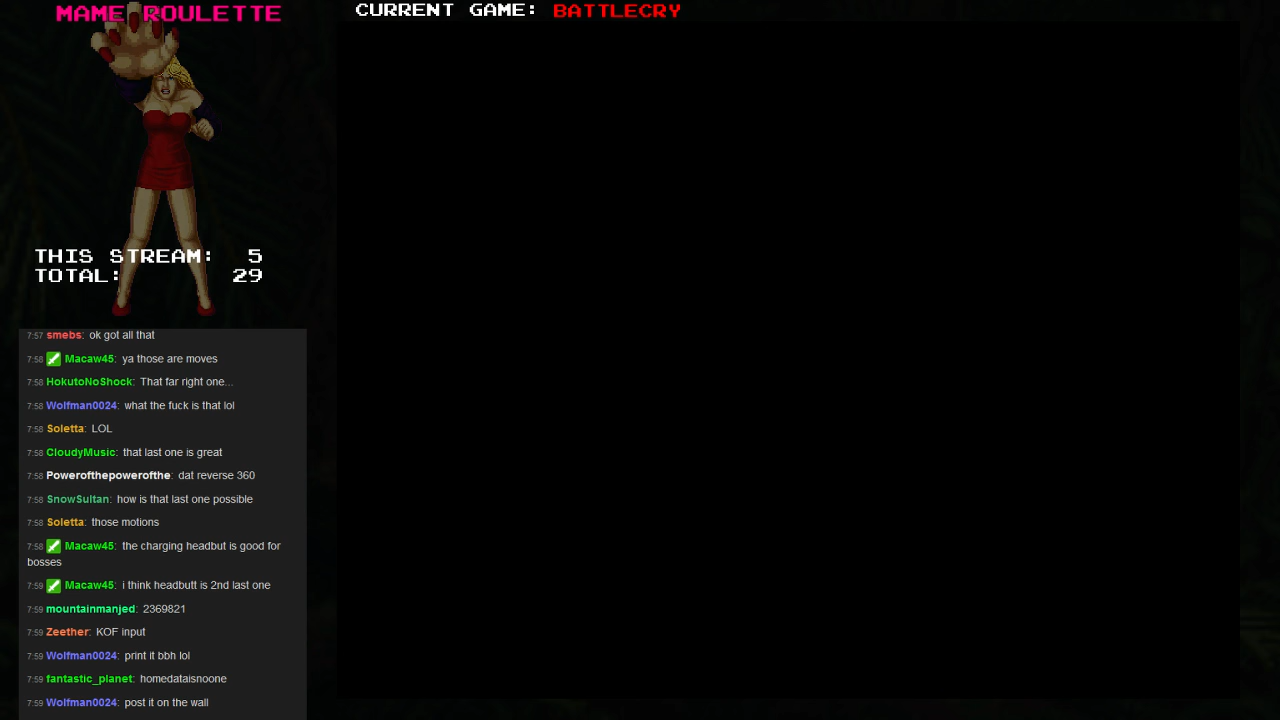 MAME ROULETTE
CURRENT GAME: BATTLECRY
THIS STREAM: 5
TOTAL: 29
7:57 smebs: ok got all that
7:58 Macaw45: ya those are moves
7:58 HokutoNoShock: That far right one...
7:58 Wolfman0024: what the fuck is that lol
7:58 Soletta: LOL
7:58 CloudyMusic: that last one is great
7:58 Powerofthepowerofthe: dat reverse 360
7:58 SnowSultan: how is that last one possible
7:58 Soletta: those motions
7:58 Macaw45: the charging headbut is good for
bosses
7:59 Macaw45: i think headbutt is 2nd last one
7:59 mountainmanjed: 2369821
7:59 Zeether: KOF input
7:59 Wolfman0024: print it bbh lol
7:59 fantastic_planet: homedataisnoone
7:59 Wolfman0024: post it on the wall